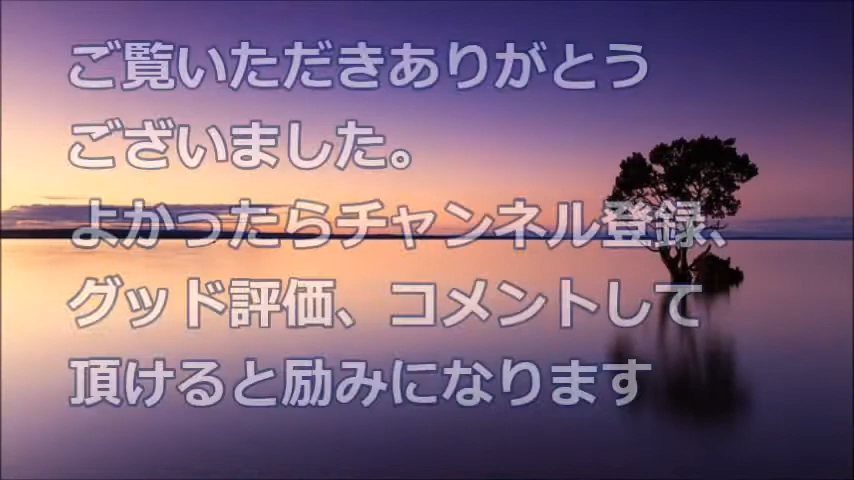 ご覧いただきありがとう
ございました。
よかったらチャンネル登録、
グッド評価、コメントして
頂けると励みになります